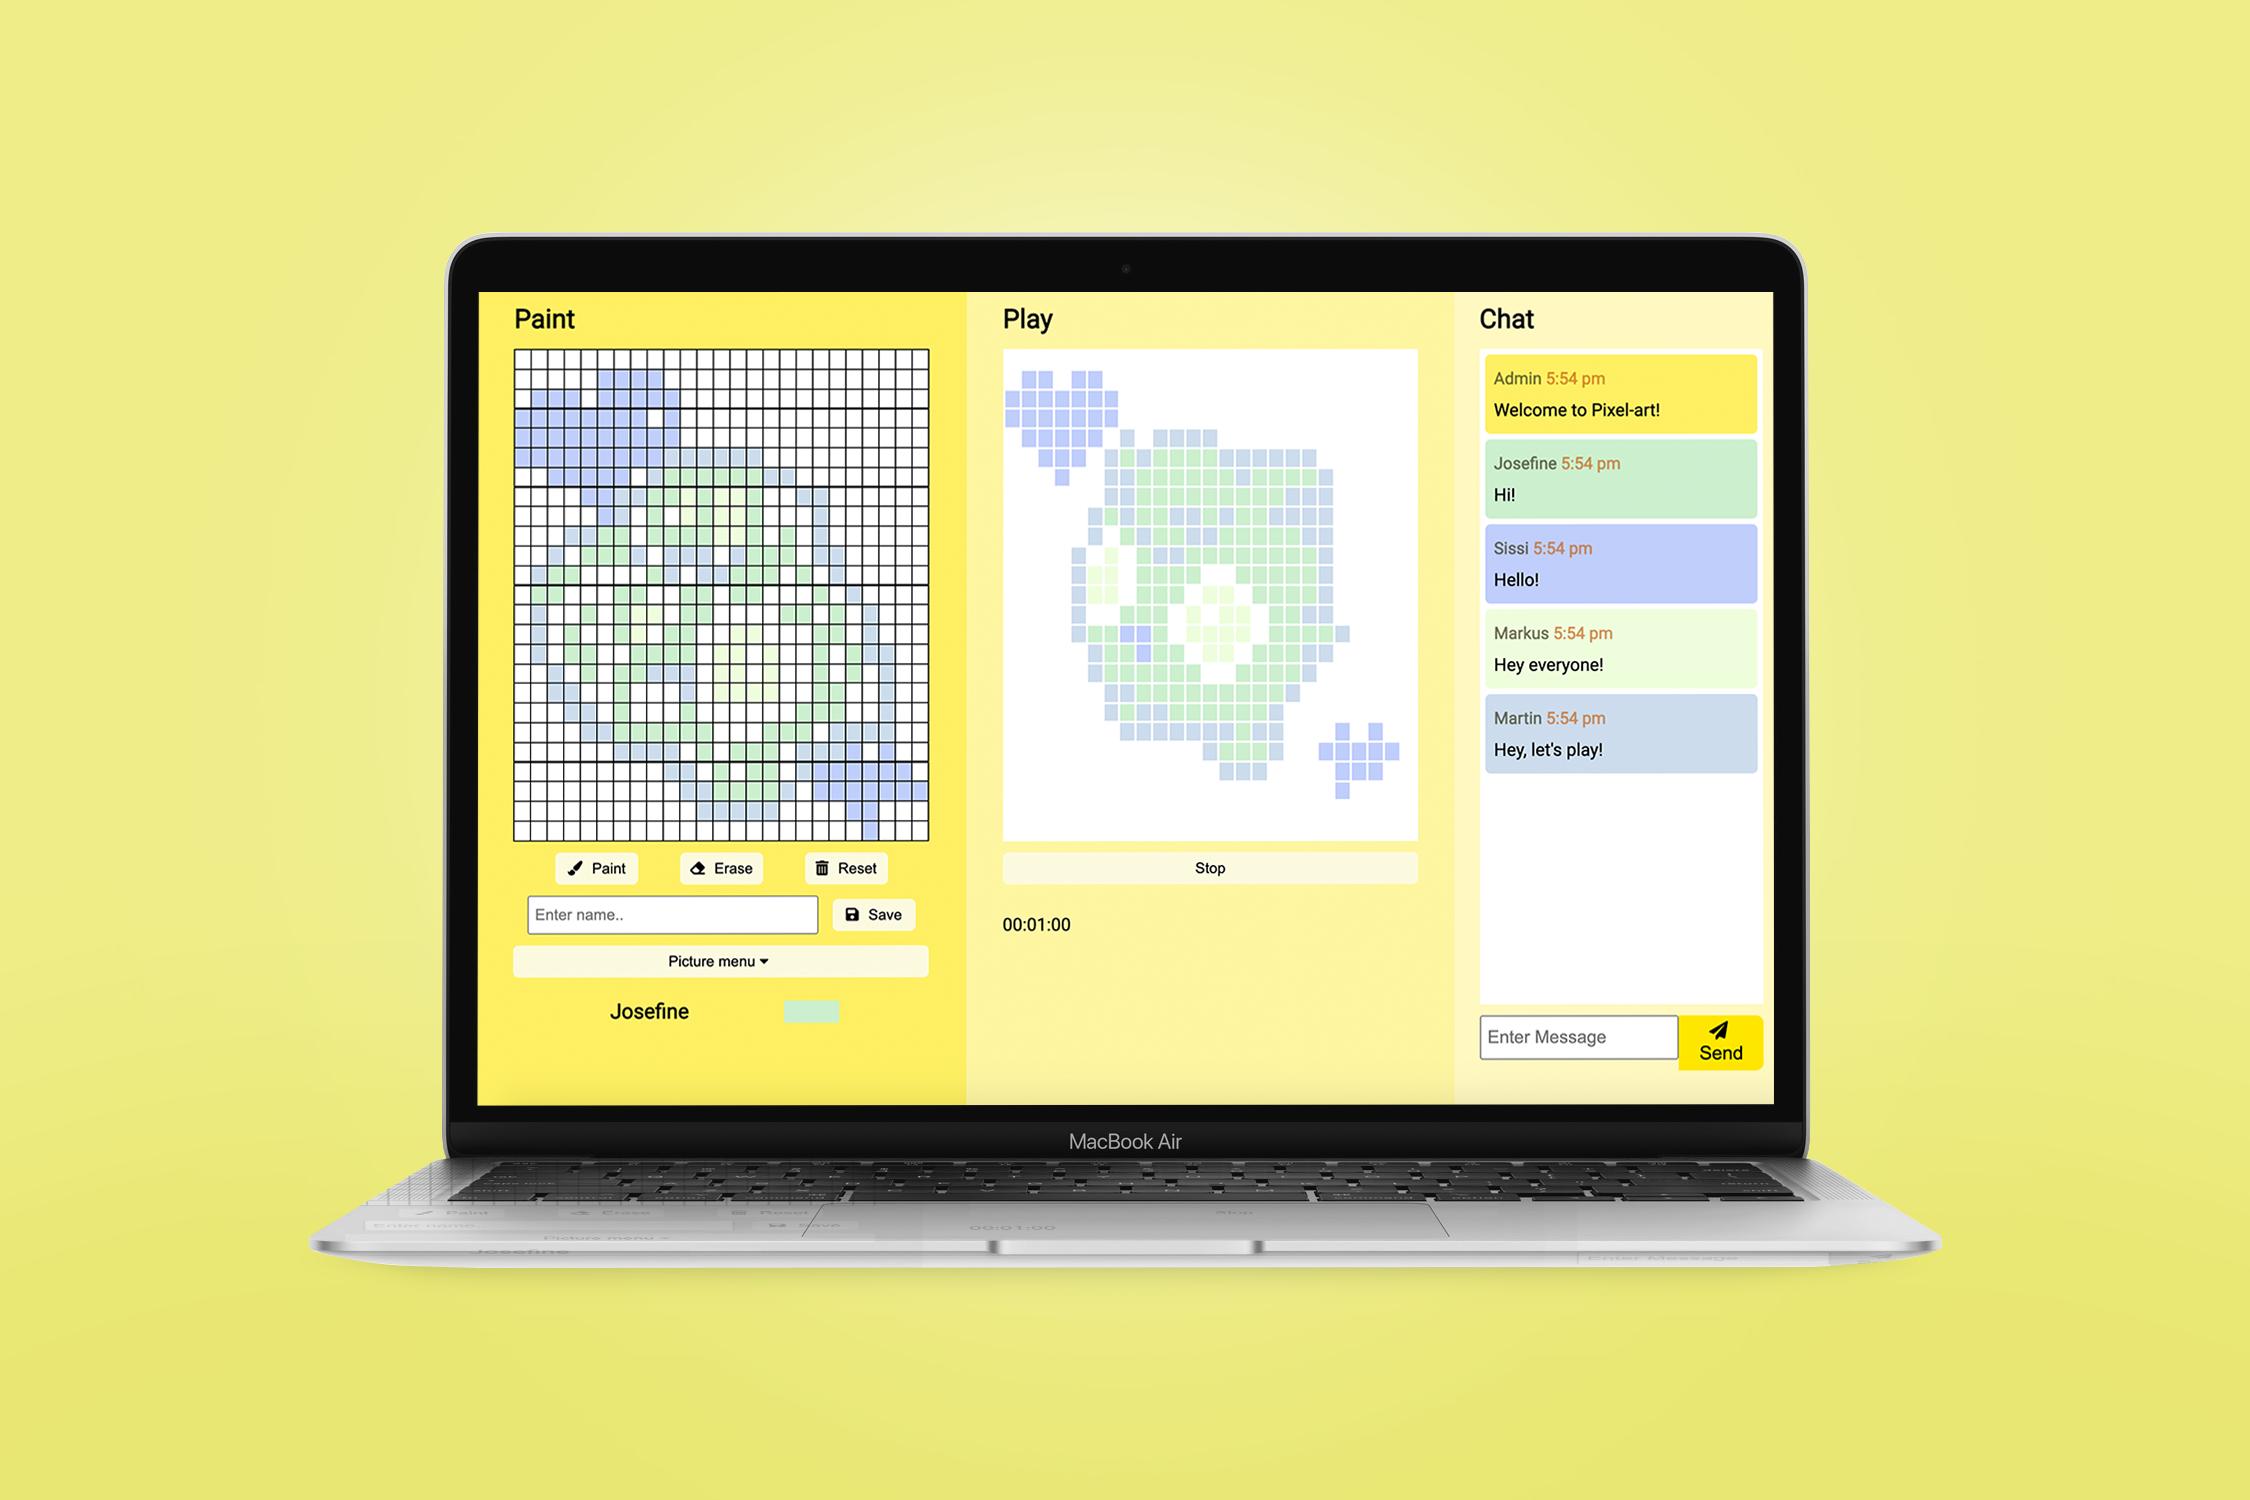 Paint
Paint
Erase
Reset
Enter name..
Save
Picture menu
Josefine
Play
Stop
00:01:00
Chat
Admin 5:54 pm
Welcome to Pixel-art!
Josefine 5:54 pm
Hi!
Sissi 5:54 pm
Hello!
Markus 5:54 pm
Hey everyone!
Martin 5:54 pm
Hey, let's play!
Enter Message
Send
MacBook Air